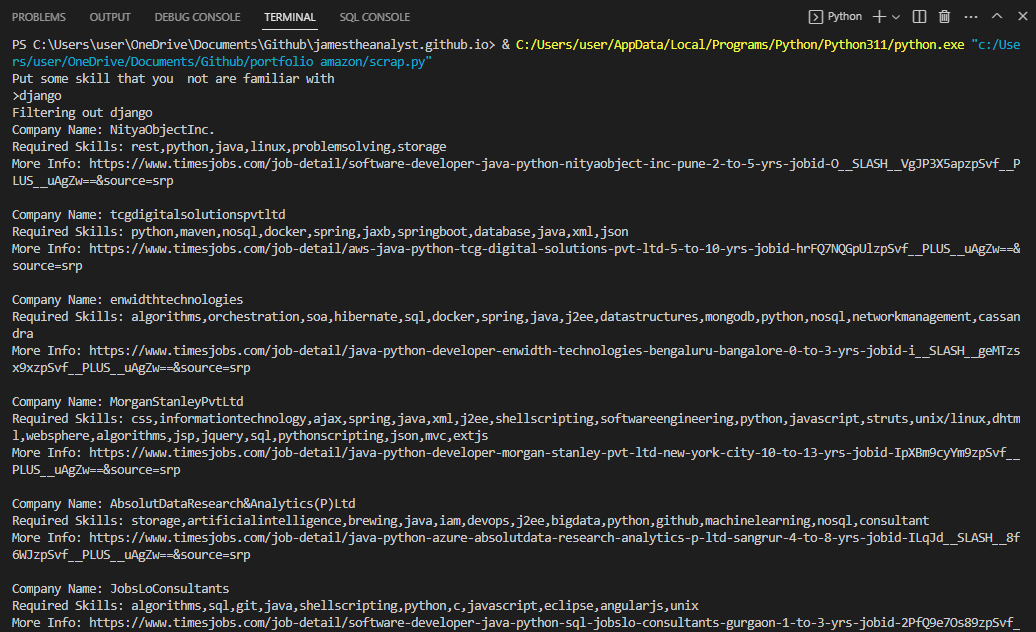 PROBLEMS OUTPUT DEBUG CONSOLE TERMINAL SQL CONSOLE Python
PS C:\Users\user\OneDrive\Documents\Github\jamestheanalyst.github.io> & C:/Users/user/AppData/Local/Programs/Python/Python311/python.exe "c:/Use
rs/user/OneDrive/Documents/Github/portfolio amazon/scrap.py"
Put some skill that you  not are familiar with
>django
Filtering out django
Company Name: NityaObjectInc.
Required Skills: rest,python,java,linux,problemsolving,storage
More Info: https://www.timesjobs.com/job-detail/software-developer-java-python-nityaobject-inc-pune-2-to-5-yrs-jobid-O__SLASH__VgJP3X5apzpSvf__P
LUS__uAgZw==&source=srp
Company Name: tcgdigitalsolutionspvtltd
Required Skills: python,maven,nosql,docker,spring,jaxb,springboot,database,java,xml,json
More Info: https://www.timesjobs.com/job-detail/aws-java-python-tcg-digital-solutions-pvt-ltd-5-to-10-yrs-jobid-hrFQ7NQGpUlzpSvf__PLUS__uAgZw==&
source=srp
Company Name: enwidthtechnologies
Required Skills: algorithms,orchestration,soa,hibernate,sql,docker,spring,java,j2ee,datastructures,mongodb,python,nosql,networkmanagement,cassan
dra
More Info: https://www.timesjobs.com/job-detail/java-python-developer-enwidth-technologies-bengaluru-bangalore-0-to-3-yrs-jobid-i__SLASH__geMTzs
x9xzpSvf__PLUS__uAgZw==&source=srp
Company Name: MorganStanleyPvtLtd
Required Skills: css,informationtechnology,ajax,spring,java,xml,j2ee,shellscripting,softwareengineering,python,javascript,struts,unix/linux,dhtm
l,websphere,algorithms,jsp,jquery,sql,pythonscripting,json,mvc,extjs
More Info: https://www.timesjobs.com/job-detail/java-python-developer-morgan-stanley-pvt-ltd-new-york-city-10-to-13-yrs-jobid-IpXBm9cyYm9zpSvf__
PLUS__uAgZw==&source=srp
Company Name: AbsolutDataResearch&Analytics(P)Ltd
Required Skills: storage,artificialintelligence,brewing,java,iam,devops,j2ee,bigdata,python,github,machinelearning,nosql,consultant
More Info: https://www.timesjobs.com/job-detail/java-python-azure-absolutdata-research-analytics-p-ltd-sangrur-4-to-8-yrs-jobid-ILqJd__SLASH__8f
6WJzpSvf__PLUS__uAgZw==&source=srp
Company Name: JobsLoConsultants
Required Skills: algorithms,sql,git,java,shellscripting,python,c,javascript,eclipse,angularjs,unix
More Info: https://www.timesjobs.com/job-detail/software-developer-java-python-sql-jobslo-consultants-gurgaon-1-to-3-yrs-jobid-2PfQ9e7Os89zpSvf_